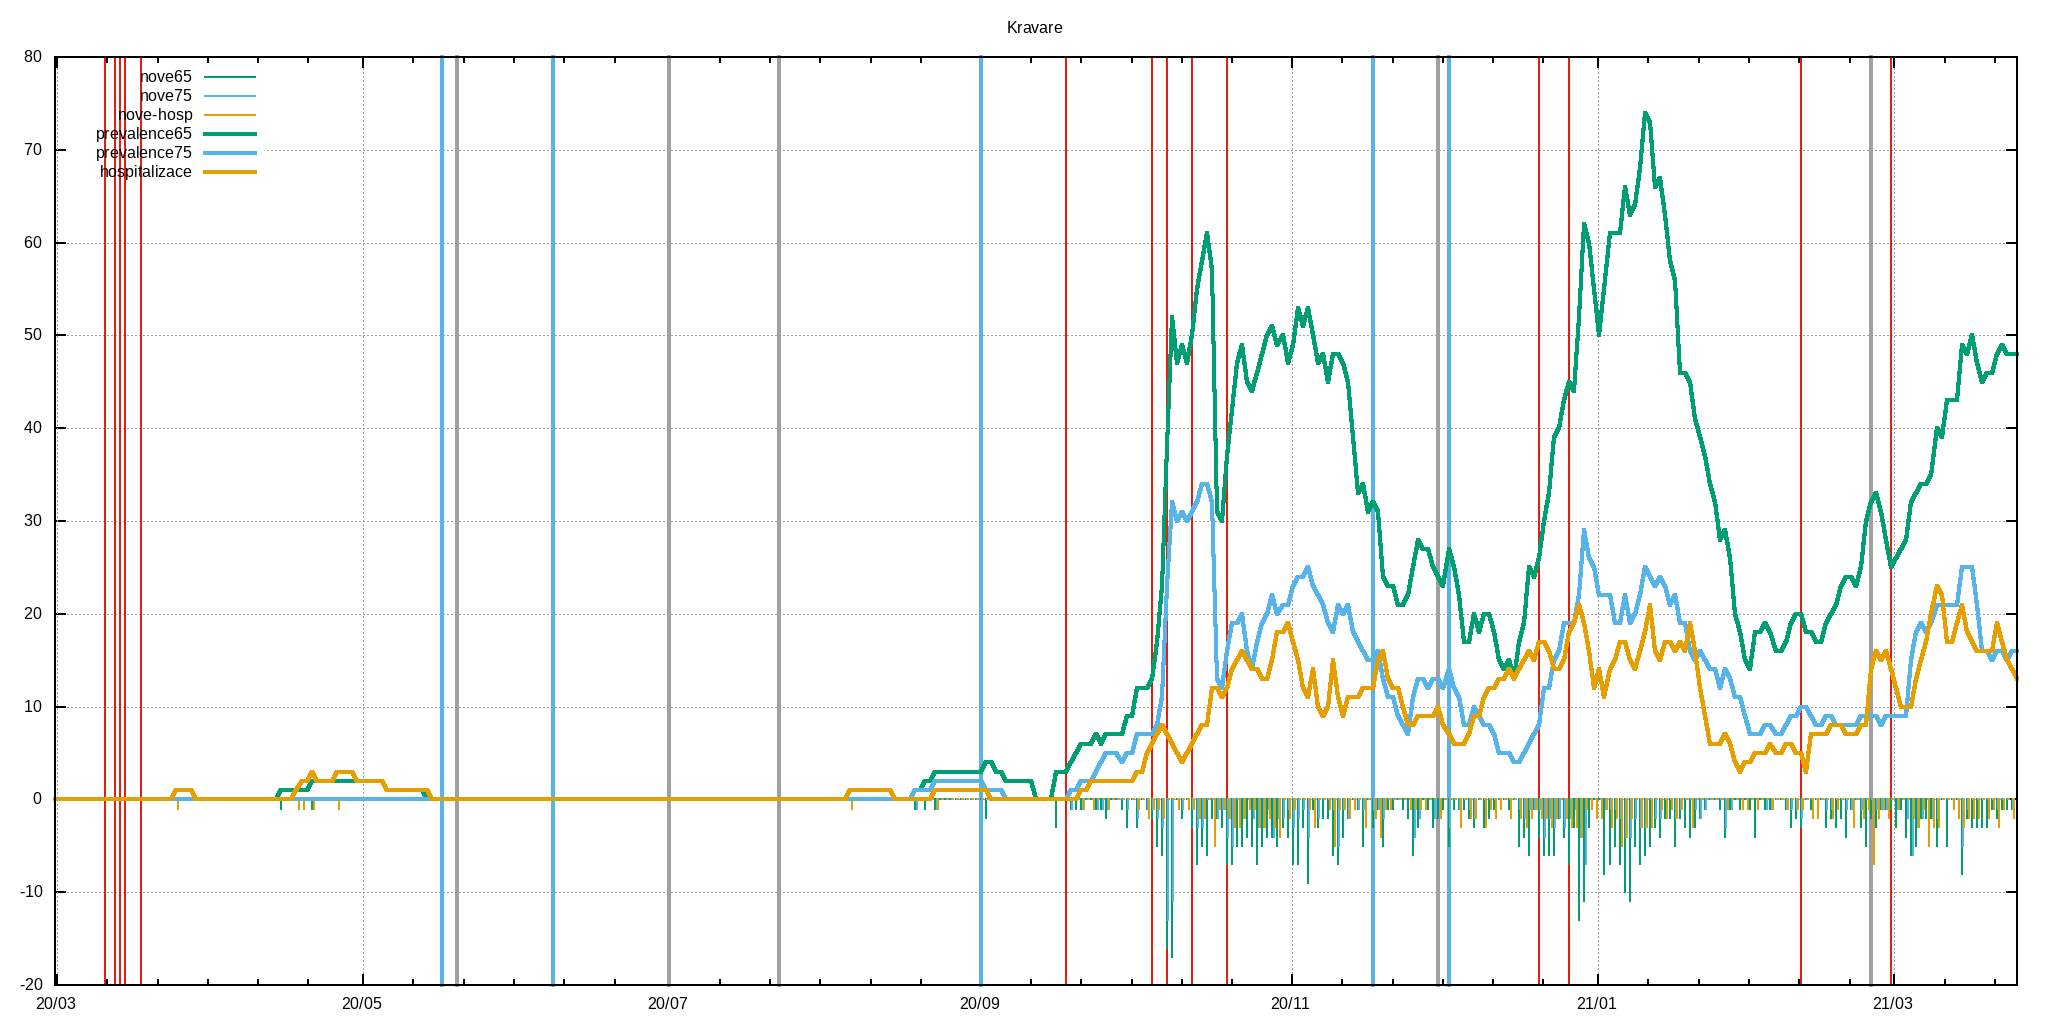 Kravare
80
70
60
50
40
30
20
10
0
-10
-20
nove65
nove75
nove-hosp
prevalence65
prevalence75
hospitalizace
20/03 20/05 20/07 20/09 20/11 21/01 21/03